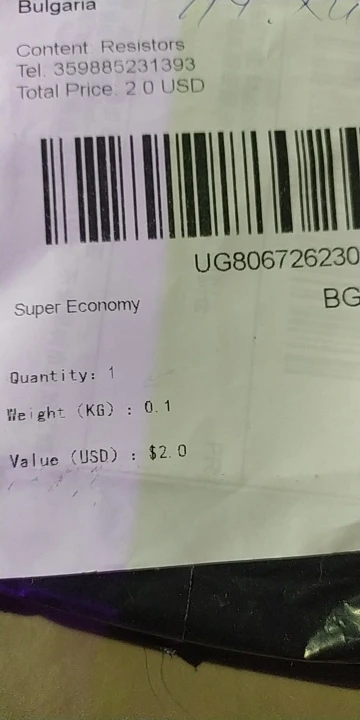 Bulgaria
Content Resistors
Tel. 359885231393
Total Price. 2.0 USD
UG806726230
BG
Super Economy
Quantity: 1
Weight (KG) : 0.1
Value (USD) : $2.0